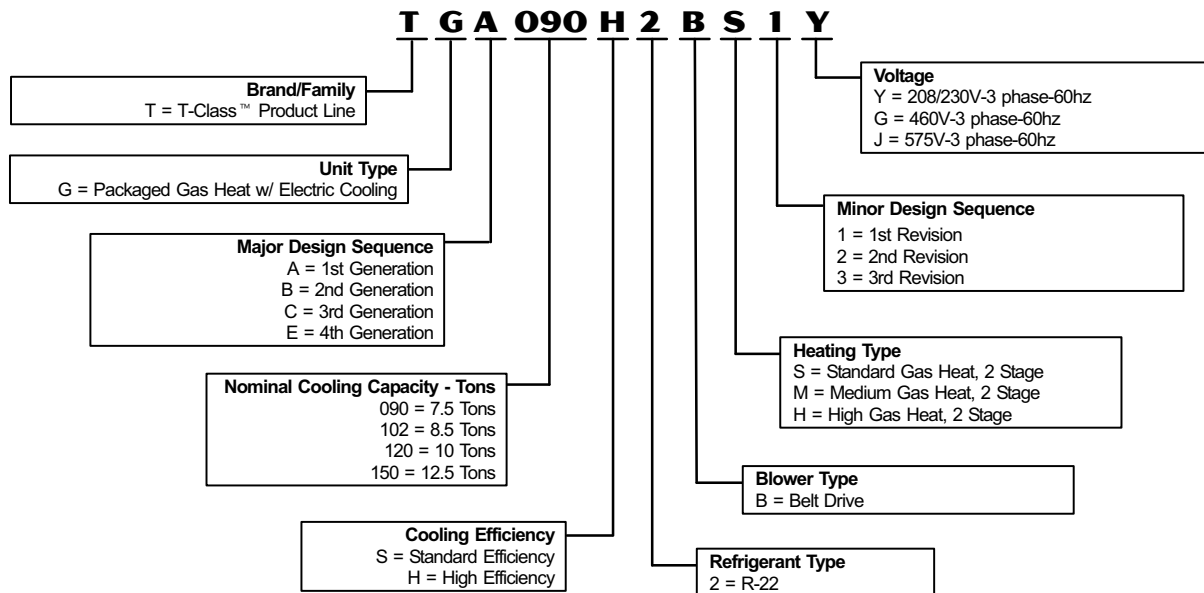 T G A 090 H 2 B S 1 Y
Brand/Family
T = T-Class™ Product Line
Unit Type
G = Packaged Gas Heat w/ Electric Cooling
Major Design Sequence
A = 1st Generation
B = 2nd Generation
C = 3rd Generation
E = 4th Generation
Nominal Cooling Capacity - Tons
090 = 7.5 Tons
102 = 8.5 Tons
120 = 10 Tons
150 = 12.5 Tons
Cooling Efficiency
S = Standard Efficiency
H = High Efficiency
Voltage
Y = 208/230V-3 phase-60hz
G = 460V-3 phase-60hz
J = 575V-3 phase-60hz
Minor Design Sequence
1 = 1st Revision
2 = 2nd Revision
3 = 3rd Revision
Heating Type
S = Standard Gas Heat, 2 Stage
M = Medium Gas Heat, 2 Stage
H = High Gas Heat, 2 Stage
Blower Type
B = Belt Drive
Refrigerant Type
2 = R-22